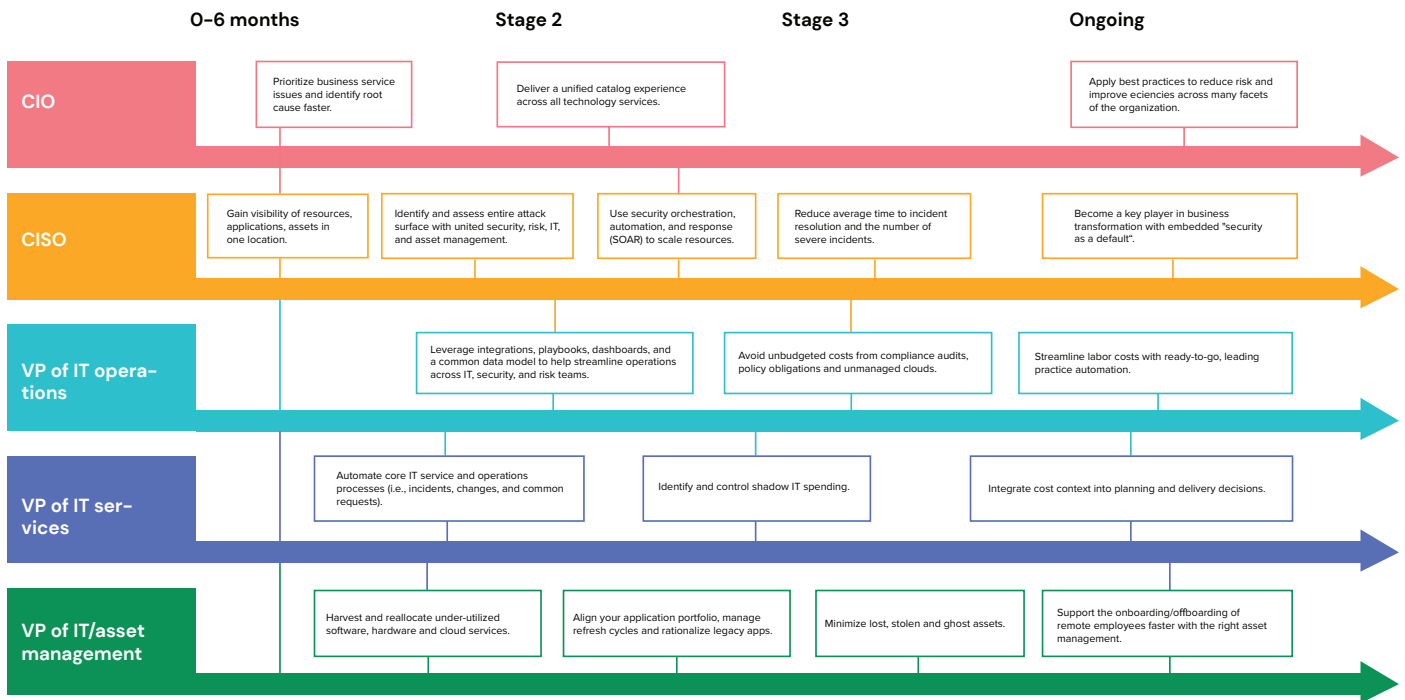 0-6 months
Stage 2
Stage 3
Ongoing
CIO
Prioritize business service
issues and identify root
cause faster.
Deliver a unified catalog experience
across all technology services.
Apply best practices to reduce risk and
improve eciencies across many facets
of the organization.
CISO
Gain visibility of resources,
applications, assets in
one location.
Identify and assess entire attack
surface with united security, risk, IT,
and asset management.
Use security orchestration,
automation, and response
(SOAR) to scale resources.
Reduce average time to incident
resolution and the number of
severe incidents.
Become a key player in business
transformation with embedded "security
as a default“.
VP of IT opera-
tions
Leverage integrations, playbooks, dashboards, and
a common data model to help streamline operations
across IT, security, and risk teams.
Avoid unbudgeted costs from compliance audits,
policy obligations and unmanaged clouds.
Streamline labor costs with ready-to-go, leading
practice automation.
VP of IT ser-
vices
Automate core IT service and operations
processes (i.e., incidents, changes, and common
requests).
Identify and control shadow IT spending.
Integrate cost context into planning and delivery decisions.
VP of IT/asset
management
Harvest and reallocate under-utilized
software, hardware and cloud services.
Align your application portfolio, manage
refresh cycles and rationalize legacy apps.
Minimize lost, stolen and ghost assets.
Support the onboarding/offboarding of
remote employees faster with the right asset
management.